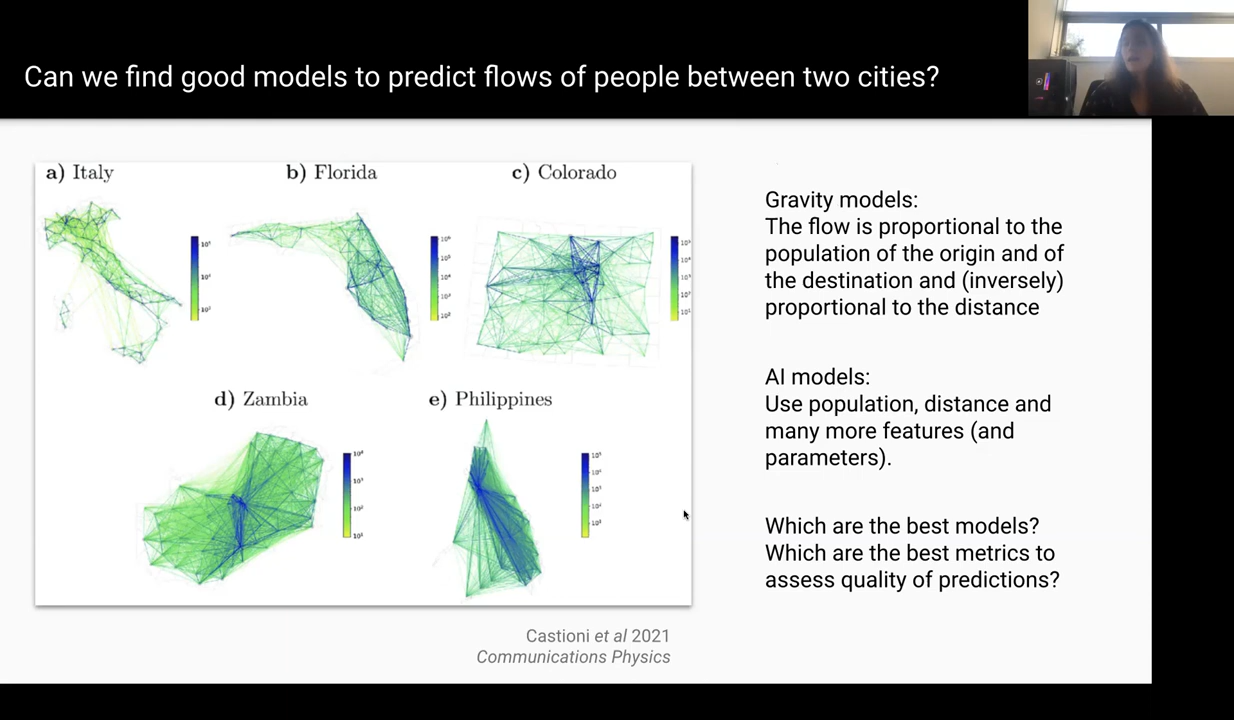 Can we find good models to predict flows of people between two cities?
a) Italy
b) Florida
c) Colorado
d) Zambia
e) Philippines
Gravity models:
The flow is proportional to the
population of the origin and of
the destination and (inversely)
proportional to the distance
AI models:
Use population, distance and
many more features (and
parameters).
Which are the best models?
Which are the best metrics to
assess quality of predictions?
Castioni et al 2021
Communications Physics